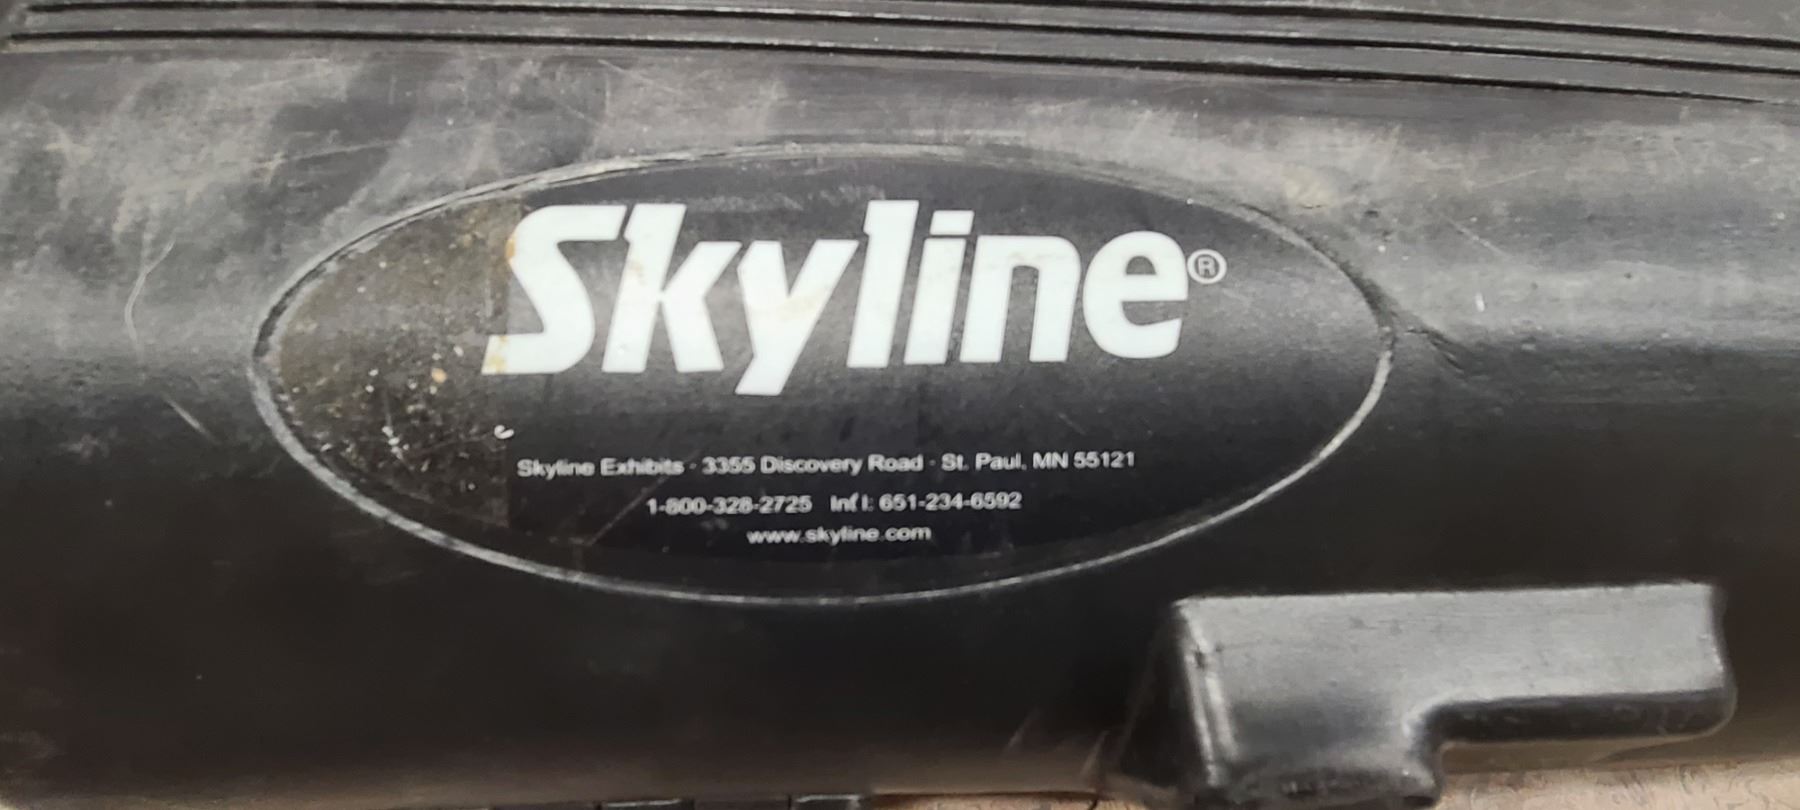 Skyline®
Skyline Exhibits · 3355 Discovery Road · St. Paul, MN 55121
1-800-328-2725 Int'l: 651-234-6592
www.skyline.com